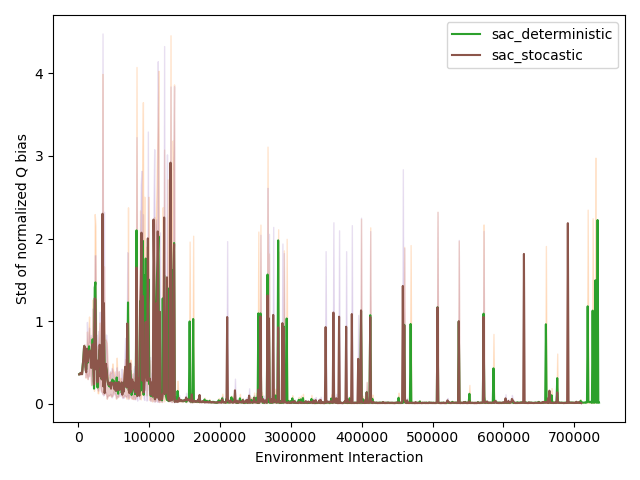 sac_deterministic
sac_stocastic
Std of normalized Q bias
4
3
2
1
0
0 100000 200000 300000 400000 500000 600000 700000
Environment Interaction